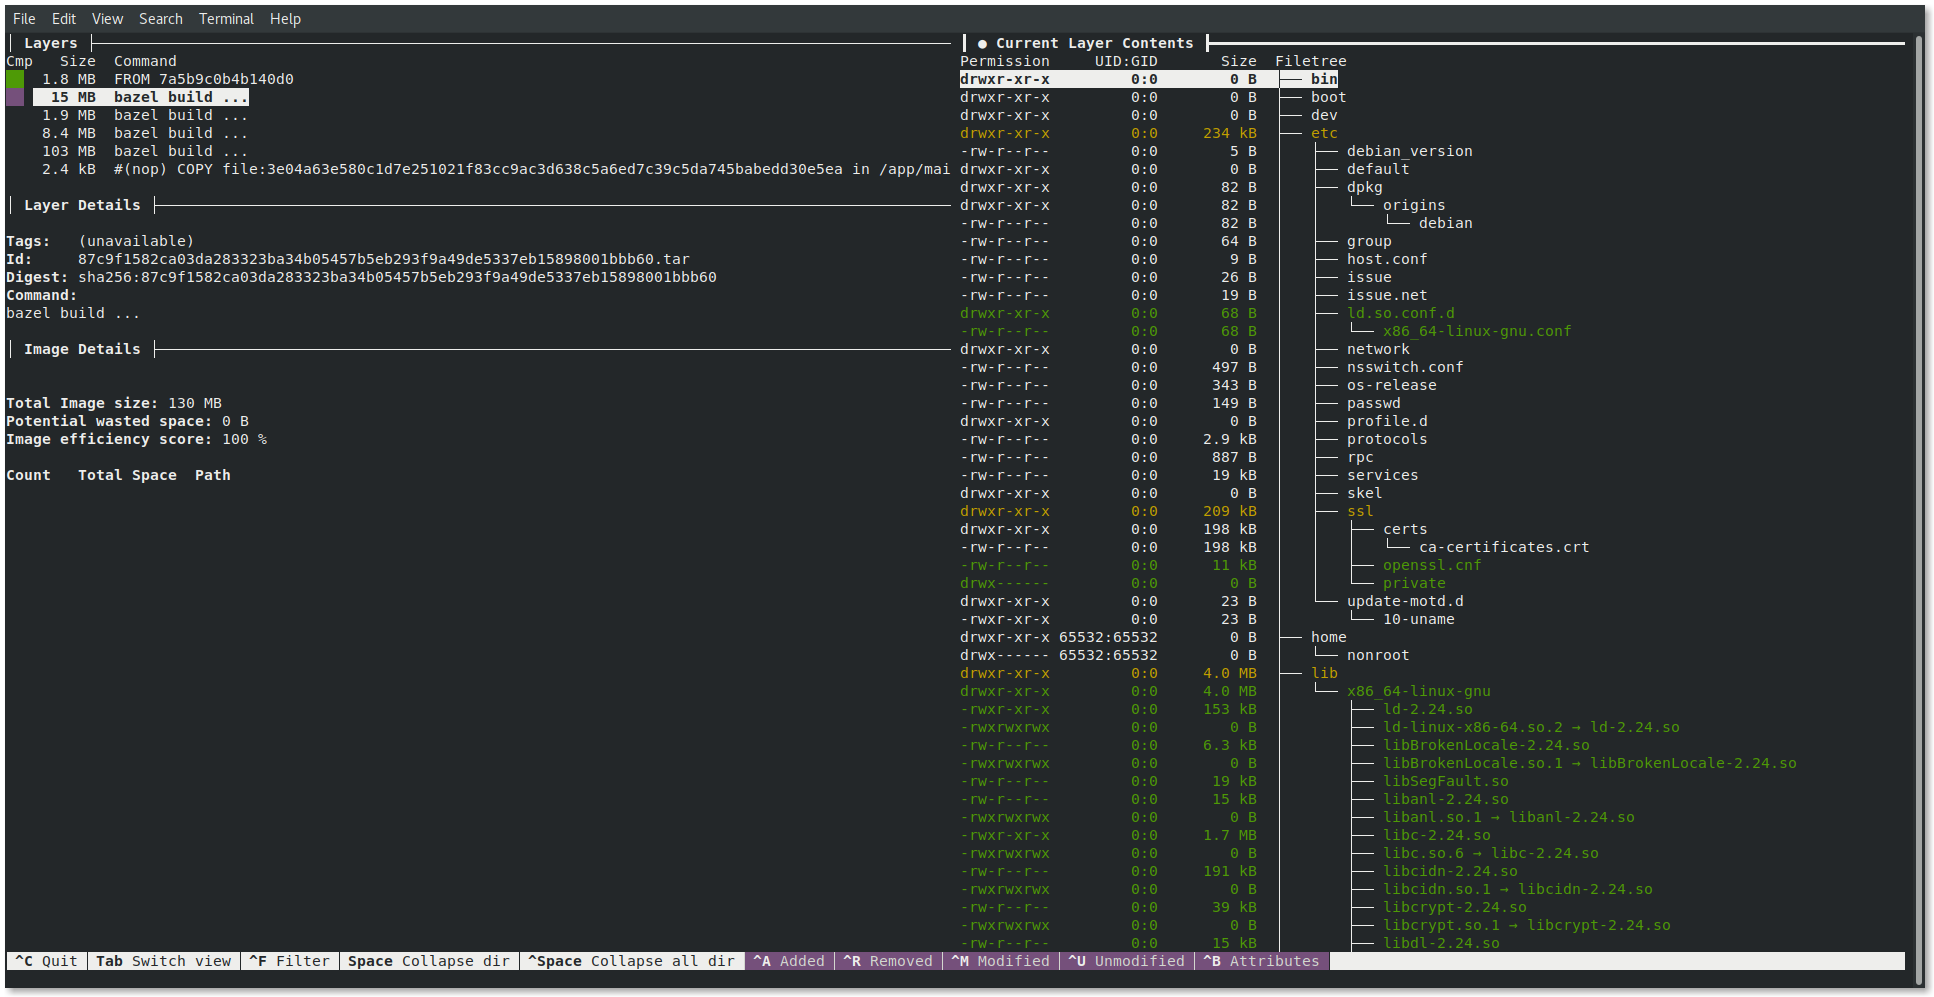 File Edit View Search Terminal Help
Layers
Cmp Size Command
1.8 MB FROM 7a5b9c0b4b140d0
15 MB bazel build ...
1.9 MB bazel build ...
8.4 MB bazel build ...
103 MB bazel build ...
2.4 kB #(nop) COPY file:3e04a63e580c1d7e251021f83cc9ac3d638c5a6ed7c39c5da745babedd30e5ea in /app/mai
Layer Details
Tags: (unavailable)
Id: 87c9f1582ca03da283323ba34b05457b5eb293f9a49de5337eb15898001bbb60.tar
Digest: sha256:87c9f1582ca03da283323ba34b05457b5eb293f9a49de5337eb15898001bbb60
Command:
bazel build ...
Image Details
Total Image size: 130 MB
Potential wasted space: 0 B
Image efficiency score: 100 %
Count Total Space Path
● Current Layer Contents
Permission UID:GID Size Filetree
drwxr-xr-x 0:0 0 B ├── bin
drwxr-xr-x 0:0 0 B ├── boot
drwxr-xr-x 0:0 0 B ├── dev
drwxr-xr-x 0:0 234 kB ├── etc
-rw-r--r-- 0:0 5 B │ ├── debian_version
drwxr-xr-x 0:0 0 B │ ├── default
drwxr-xr-x 0:0 82 B │ ├── dpkg
drwxr-xr-x 0:0 82 B │ │ └── origins
-rw-r--r-- 0:0 82 B │ │ └── debian
-rw-r--r-- 0:0 64 B │ ├── group
-rw-r--r-- 0:0 9 B │ ├── host.conf
-rw-r--r-- 0:0 26 B │ ├── issue
-rw-r--r-- 0:0 19 B │ ├── issue.net
drwxr-xr-x 0:0 68 B │ ├── ld.so.conf.d
-rw-r--r-- 0:0 68 B │ │ └── x86_64-linux-gnu.conf
drwxr-xr-x 0:0 0 B │ ├── network
-rw-r--r-- 0:0 497 B │ ├── nsswitch.conf
-rw-r--r-- 0:0 343 B │ ├── os-release
-rw-r--r-- 0:0 149 B │ ├── passwd
drwxr-xr-x 0:0 0 B │ ├── profile.d
-rw-r--r-- 0:0 2.9 kB │ ├── protocols
-rw-r--r-- 0:0 887 B │ ├── rpc
-rw-r--r-- 0:0 19 kB │ ├── services
drwxr-xr-x 0:0 0 B │ ├── skel
drwxr-xr-x 0:0 209 kB │ ├── ssl
drwxr-xr-x 0:0 198 kB │ │ ├── certs
-rw-r--r-- 0:0 198 kB │ │ │ └── ca-certificates.crt
-rw-r--r-- 0:0 11 kB │ │ ├── openssl.cnf
drwx------ 0:0 0 B │ │ └── private
drwxr-xr-x 0:0 23 B │ └── update-motd.d
-rwxr-xr-x 0:0 23 B │ └── 10-uname
drwxr-xr-x 65532:65532 0 B ├── home
drwx------ 65532:65532 0 B │ └── nonroot
drwxr-xr-x 0:0 4.0 MB ├── lib
drwxr-xr-x 0:0 4.0 MB │ └── x86_64-linux-gnu
-rwxr-xr-x 0:0 153 kB │ ├── ld-2.24.so
-rwxrwxrwx 0:0 0 B │ ├── ld-linux-x86-64.so.2 → ld-2.24.so
-rw-r--r-- 0:0 6.3 kB │ ├── libBrokenLocale-2.24.so
-rwxrwxrwx 0:0 0 B │ ├── libBrokenLocale.so.1 → libBrokenLocale-2.24.so
-rw-r--r-- 0:0 19 kB │ ├── libSegFault.so
-rw-r--r-- 0:0 15 kB │ ├── libanl-2.24.so
-rwxrwxrwx 0:0 0 B │ ├── libanl.so.1 → libanl-2.24.so
-rwxr-xr-x 0:0 1.7 MB │ ├── libc-2.24.so
-rwxrwxrwx 0:0 0 B │ ├── libc.so.6 → libc-2.24.so
-rw-r--r-- 0:0 191 kB │ ├── libcidn-2.24.so
-rwxrwxrwx 0:0 0 B │ ├── libcidn.so.1 → libcidn-2.24.so
-rw-r--r-- 0:0 39 kB │ ├── libcrypt-2.24.so
-rwxrwxrwx 0:0 0 B │ ├── libcrypt.so.1 → libcrypt-2.24.so
-rw-r--r-- 0:0 15 kB │ ├── libdl-2.24.so
^C Quit Tab Switch view ^F Filter Space Collapse dir ^Space Collapse all dir ^A Added ^R Removed ^M Modified ^U Unmodified ^B Attributes